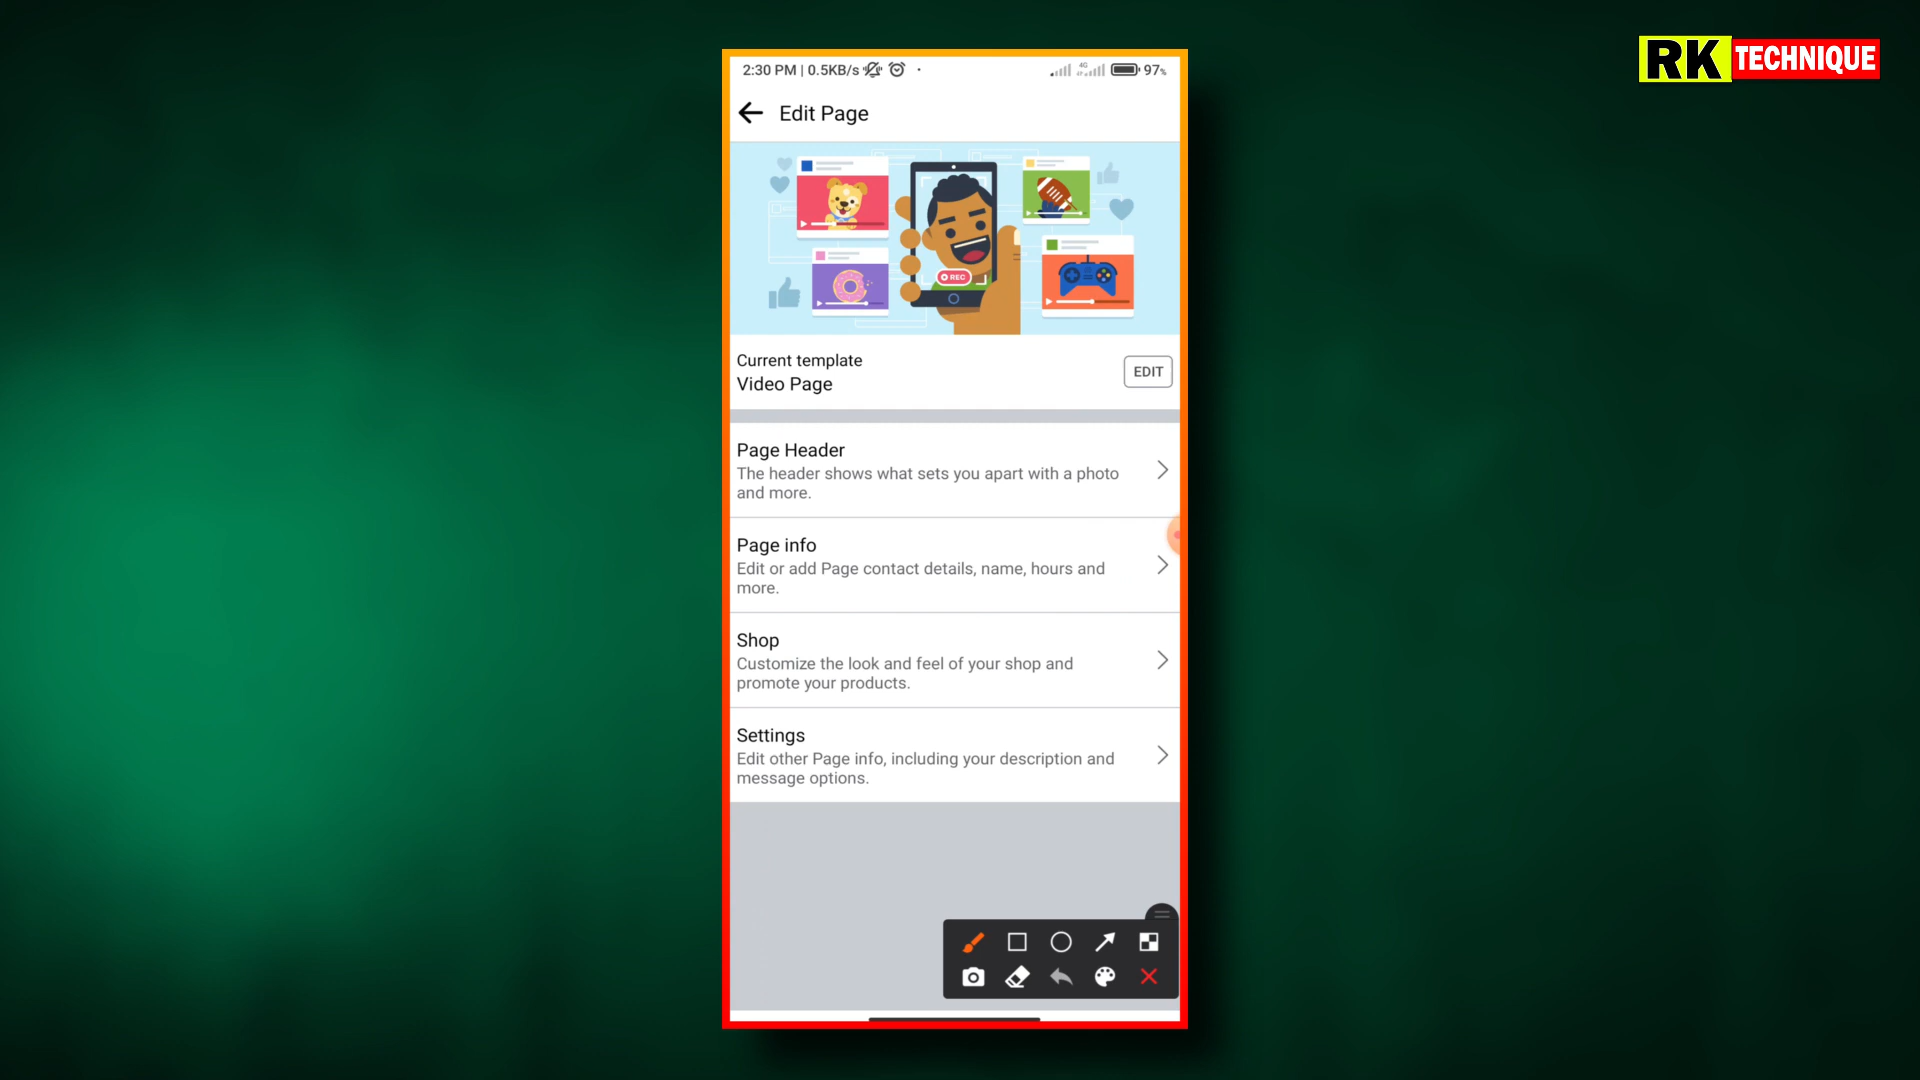 RK TECHNIQUE
2:30 PM | 0.5KB/s
4G
97%
Edit Page
REC
Current template
Video Page
EDIT
Page Header
The header shows what sets you apart with a photo
and more.
Page info
Edit or add Page contact details, name, hours and
more.
Shop
Customize the look and feel of your shop and
promote your products.
Settings
Edit other Page info, including your description and
message options.